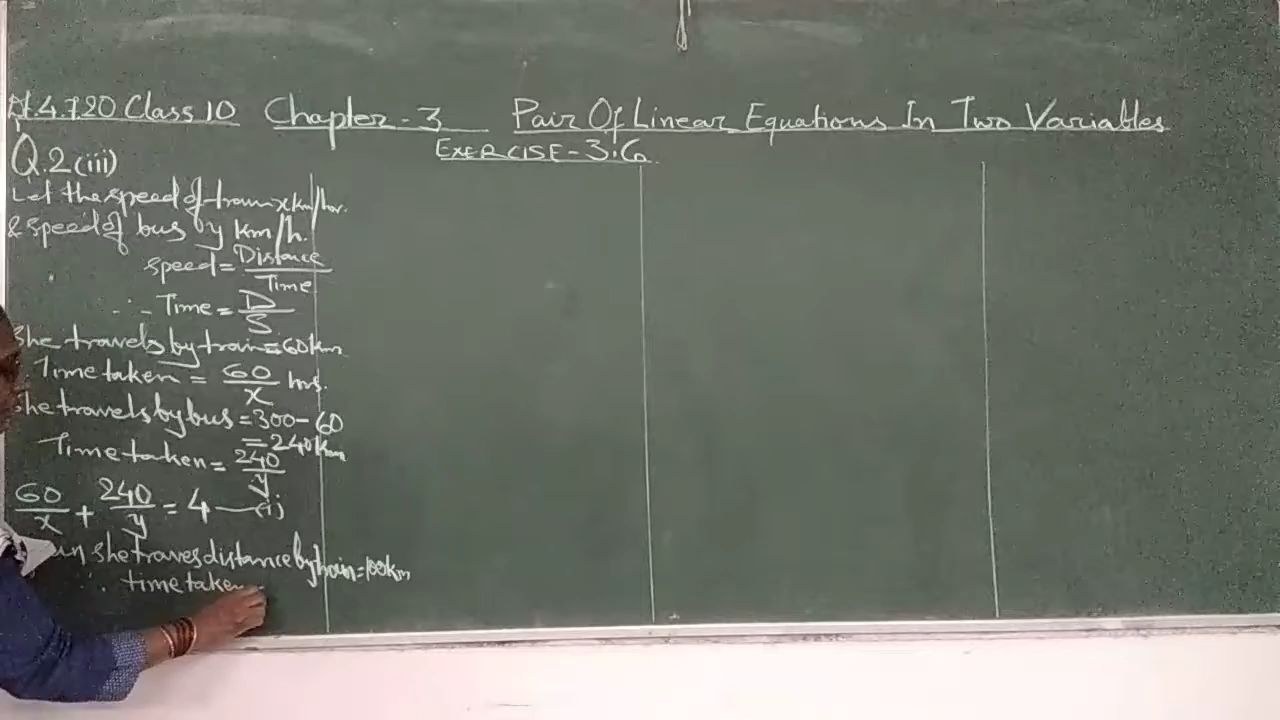 Dt.4.7.20 Class 10 Chapter - 3 Pair Of Linear Equations In Two Variables
EXERCISE - 3.6
Q.2 (iii)
Let the speed of train x km/hr.
& speed of bus by km/h.
speed = Distance / Time
∴ Time = D / S
She travels by train = 60 km
∴ Time taken = 60 / x hrs.
She travels by bus = 300 - 60
= 240 km
Time taken = 240 / y
60 / x + 240 / y = 4 — (i)
she traves distance by train = 100 km
∴ time taken =